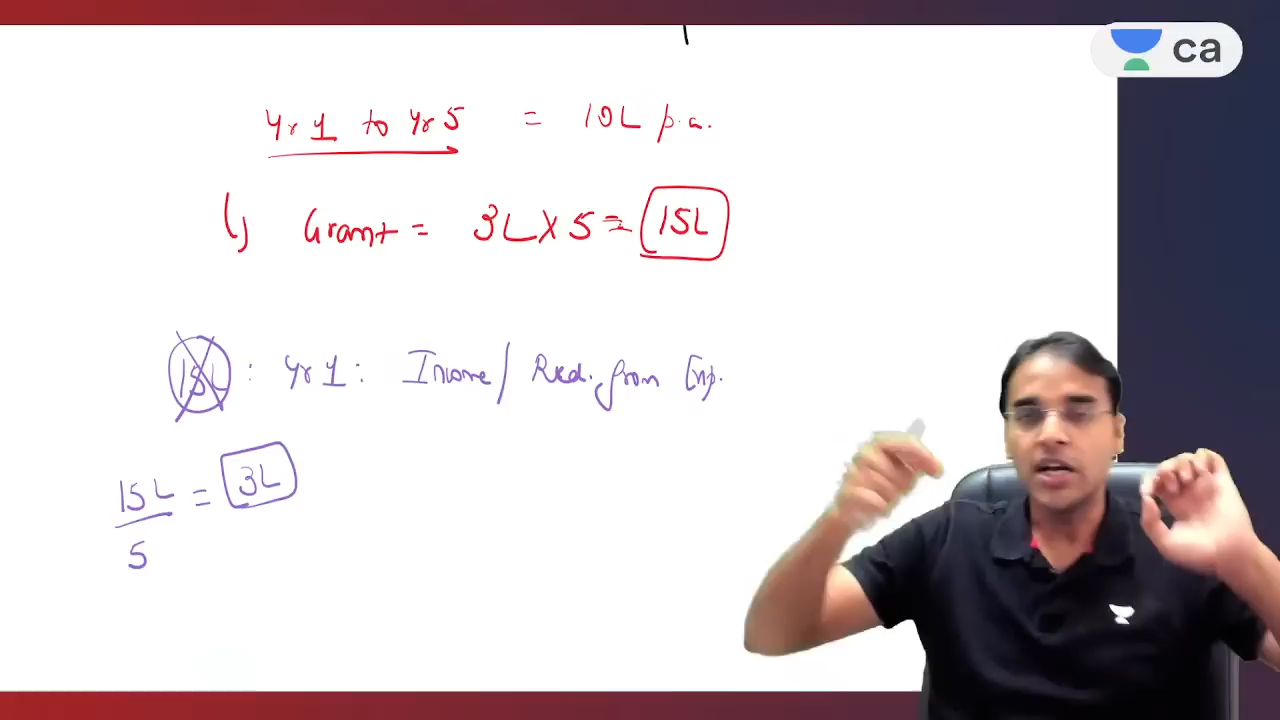 ca
Yr 1 to Yr 5 = 10L p.a.
↳ Grant = 3L X 5 = 15L
15L : Yr 1 : Income / Red. from Exp.
15L = 3L
5